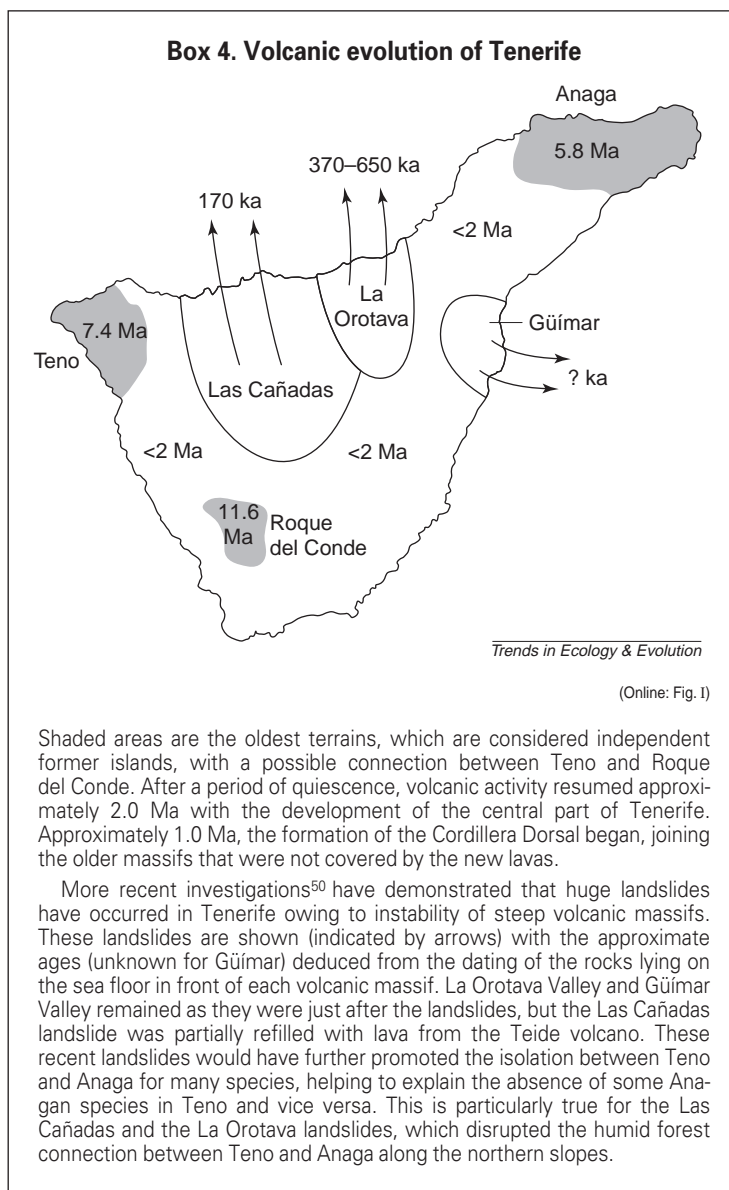 Box 4. Volcanic evolution of Tenerife
Anaga
5.8 Ma
370–650 ka
170 ka
<2 Ma
La
Orotava
Güímar
7.4 Ma
Teno
Las Cañadas
? ka
<2 Ma
<2 Ma
11.6
Ma
Roque
del Conde
Trends in Ecology & Evolution
(Online: Fig. I)
Shaded areas are the oldest terrains, which are considered independent
former islands, with a possible connection between Teno and Roque
del Conde. After a period of quiescence, volcanic activity resumed approxi-
mately 2.0 Ma with the development of the central part of Tenerife.
Approximately 1.0 Ma, the formation of the Cordillera Dorsal began, joining
the older massifs that were not covered by the new lavas.
More recent investigations50 have demonstrated that huge landslides
have occurred in Tenerife owing to instability of steep volcanic massifs.
These landslides are shown (indicated by arrows) with the approximate
ages (unknown for Güímar) deduced from the dating of the rocks lying on
the sea floor in front of each volcanic massif. La Orotava Valley and Güímar
Valley remained as they were just after the landslides, but the Las Cañadas
landslide was partially refilled with lava from the Teide volcano. These
recent landslides would have further promoted the isolation between Teno
and Anaga for many species, helping to explain the absence of some Ana-
gan species in Teno and vice versa. This is particularly true for the Las
Cañadas and the La Orotava landslides, which disrupted the humid forest
connection between Teno and Anaga along the northern slopes.